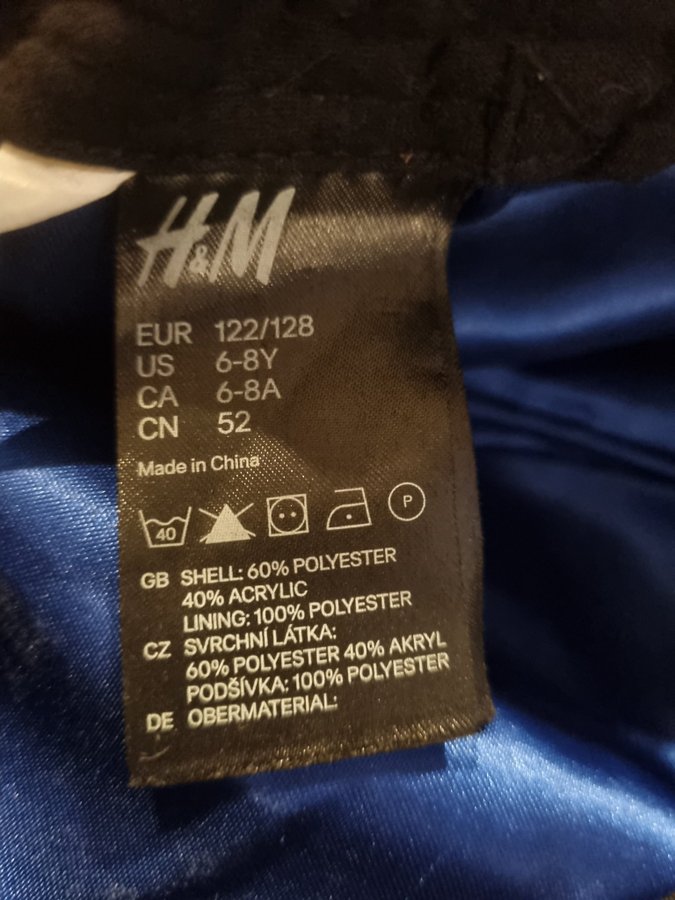 H&M
EUR 122/128
US 6-8Y
CA 6-8A
CN 52
Made in China
40 P
GB SHELL: 60% POLYESTER
40% ACRYLIC
LINING: 100% POLYESTER
CZ SVRCHNÍ LÁTKA:
60% POLYESTER 40% AKRYL
PODŠÍVKA: 100% POLYESTER
DE OBERMATERIAL: